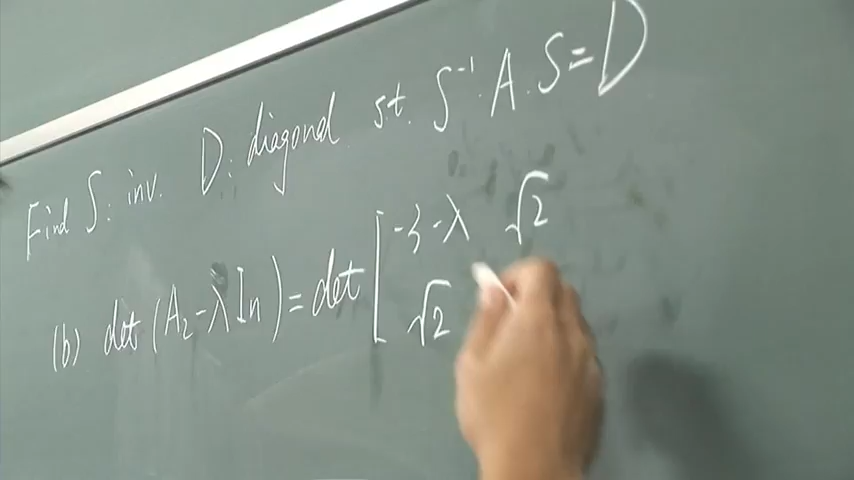 Find S: inv. D: diagonal s.t. S⁻¹·A·S=D
(b) det(A₂-λIn)=det[-3-λ √2
√2